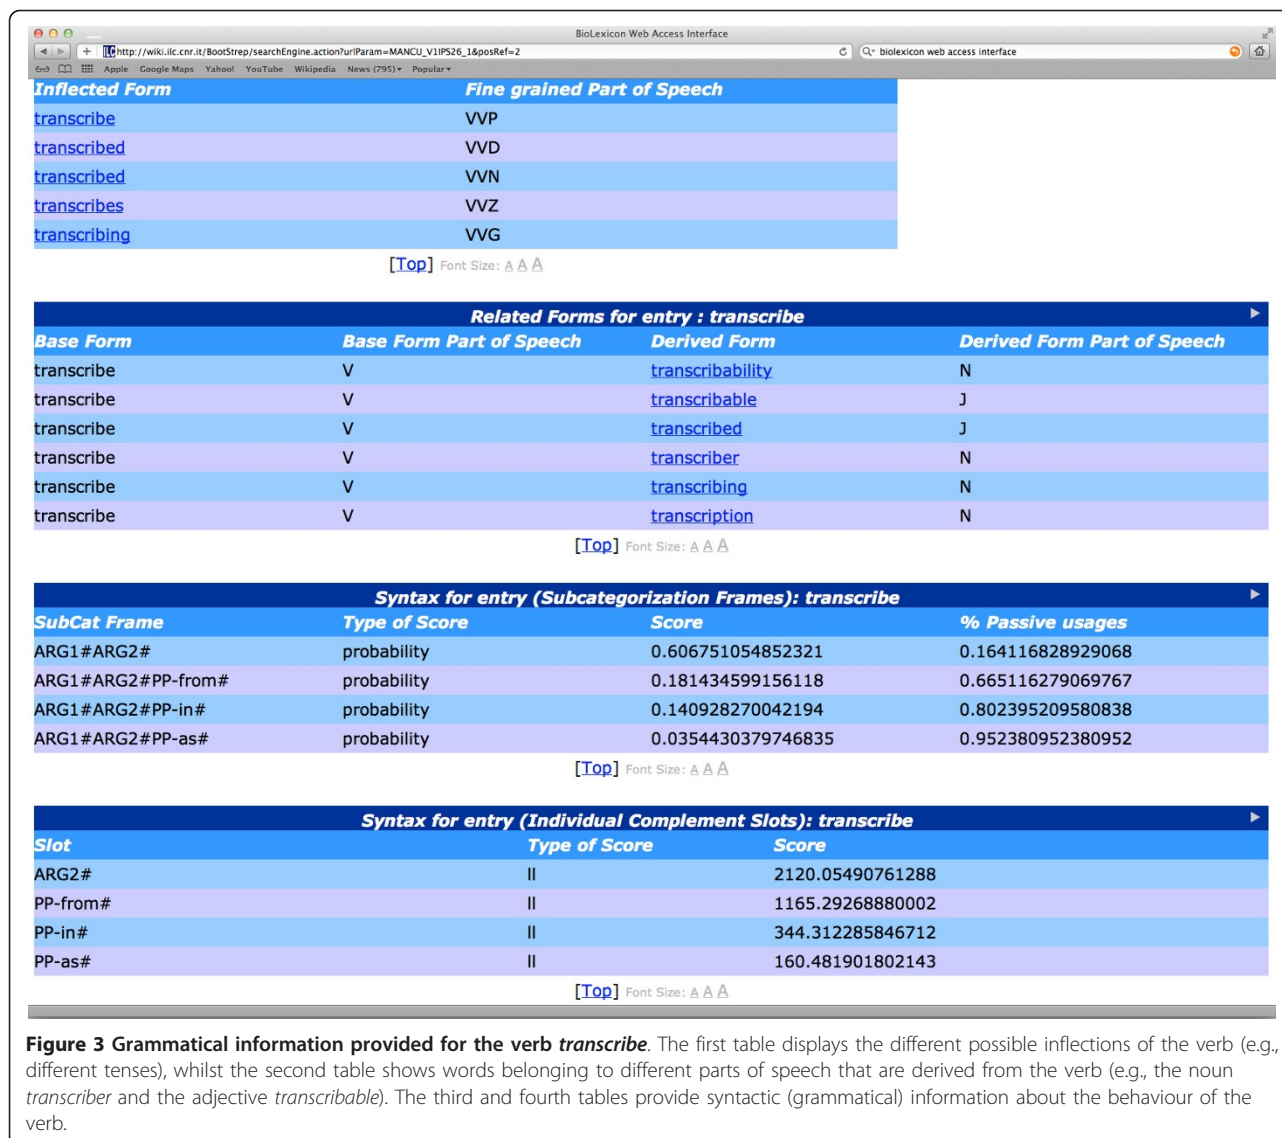 BioLexicon Web Access Interface
http://wiki.ilc.cnr.it/BootStrep/searchEngine.action?urlParam=MANCU_V1IPS26_1&posRef=2 biolexicon web access interface
Apple Google Maps Yahoo! YouTube Wikipedia News (795)▾ Popular▾
Inflected Form Fine grained Part of Speech
transcribe VVP
transcribed VVD
transcribed VVN
transcribes VVZ
transcribing VVG
[Top] Font Size: A A A
Related Forms for entry : transcribe
Base Form Base Form Part of Speech Derived Form Derived Form Part of Speech
transcribe V transcribability N
transcribe V transcribable J
transcribe V transcribed J
transcribe V transcriber N
transcribe V transcribing N
transcribe V transcription N
[Top] Font Size: A A A
Syntax for entry (Subcategorization Frames): transcribe
SubCat Frame Type of Score Score % Passive usages
ARG1#ARG2# probability 0.606751054852321 0.164116828929068
ARG1#ARG2#PP-from# probability 0.181434599156118 0.665116279069767
ARG1#ARG2#PP-in# probability 0.140928270042194 0.802395209580838
ARG1#ARG2#PP-as# probability 0.0354430379746835 0.952380952380952
[Top] Font Size: A A A
Syntax for entry (Individual Complement Slots): transcribe
Slot Type of Score Score
ARG2# ll 2120.05490761288
PP-from# ll 1165.29268880002
PP-in# ll 344.312285846712
PP-as# ll 160.481901802143
[Top] Font Size: A A A
Figure 3 Grammatical information provided for the verb transcribe. The first table displays the different possible inflections of the verb (e.g.,
different tenses), whilst the second table shows words belonging to different parts of speech that are derived from the verb (e.g., the noun
transcriber and the adjective transcribable). The third and fourth tables provide syntactic (grammatical) information about the behaviour of the
verb.